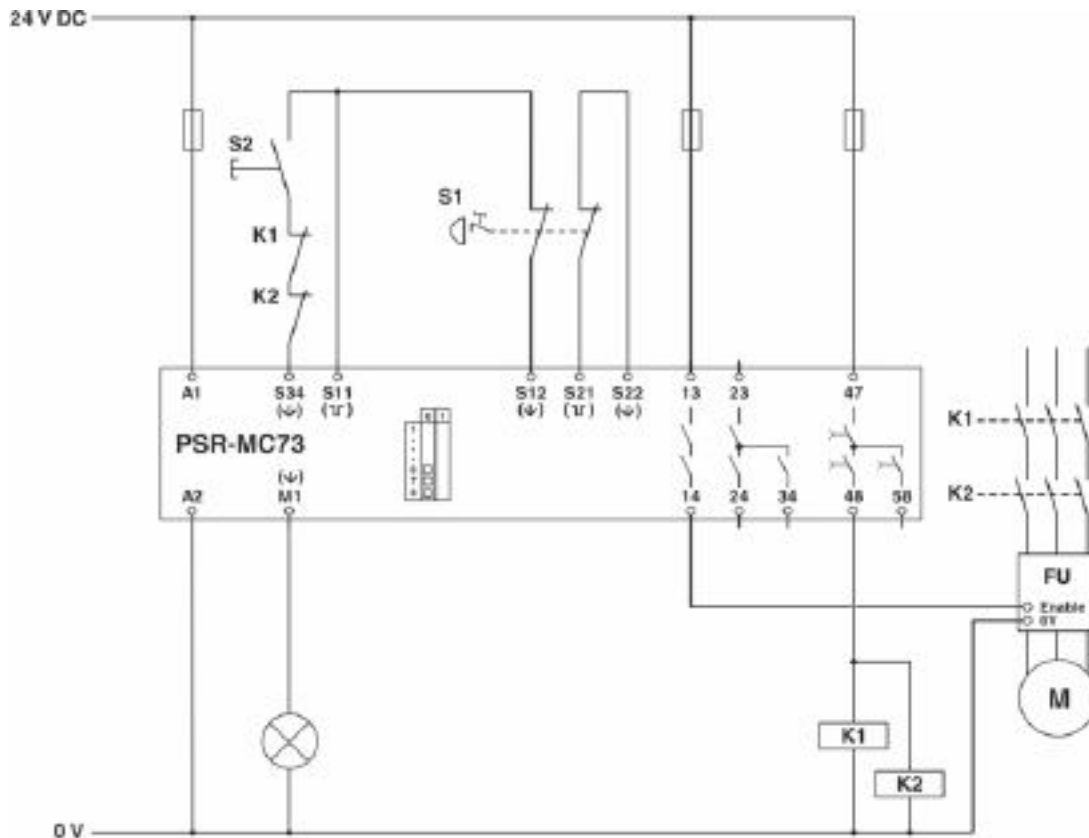 24 V DC
S2
S1
K1
K2
A1 S34 S11 S12 S21 S22 13 23 47
PSR-MC73
A2 M1 14 24 34 48 58
K1
K2
FU
Enable
0V
M
K1
K2
0 V